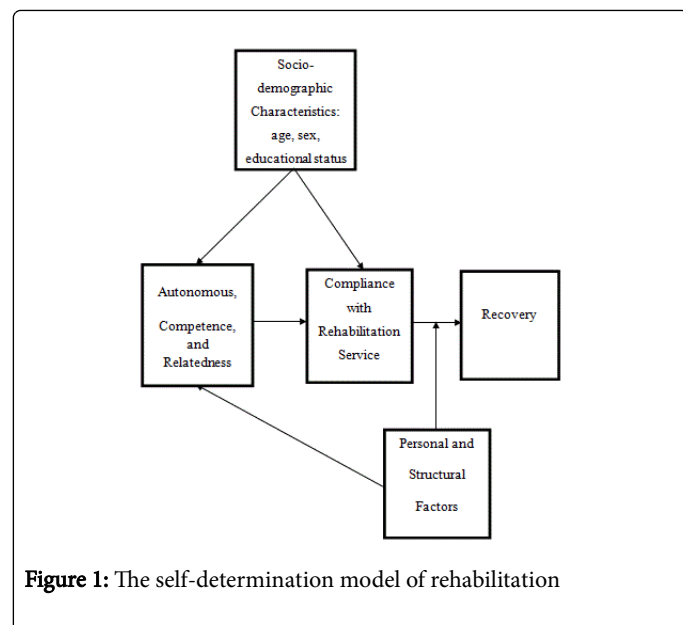 Socio-
demographic
Characteristics:
age, sex,
educational status
Autonomous,
Competence,
and
Relatedness
Compliance
with
Rehabilitation
Service
Recovery
Personal and
Structural
Factors
Figure 1: The self-determination model of rehabilitation